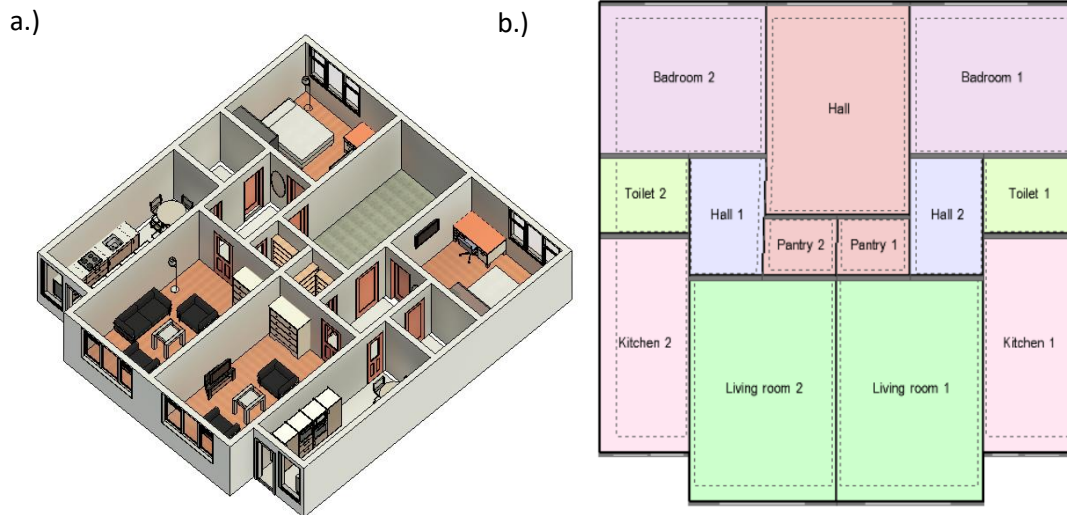 a.)
b.)
Badroom 2
Hall
Badroom 1
Toilet 2
Hall 1
Hall 2
Toilet 1
Pantry 2
Pantry 1
Kitchen 2
Kitchen 1
Living room 2
Living room 1